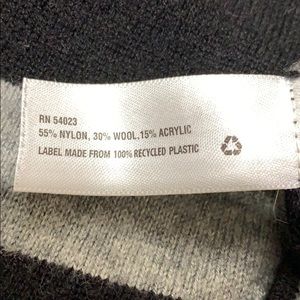 RN 54023
55% NYLON, 30% WOOL,15% ACRYLIC
LABEL MADE FROM 100% RECYCLED PLASTIC